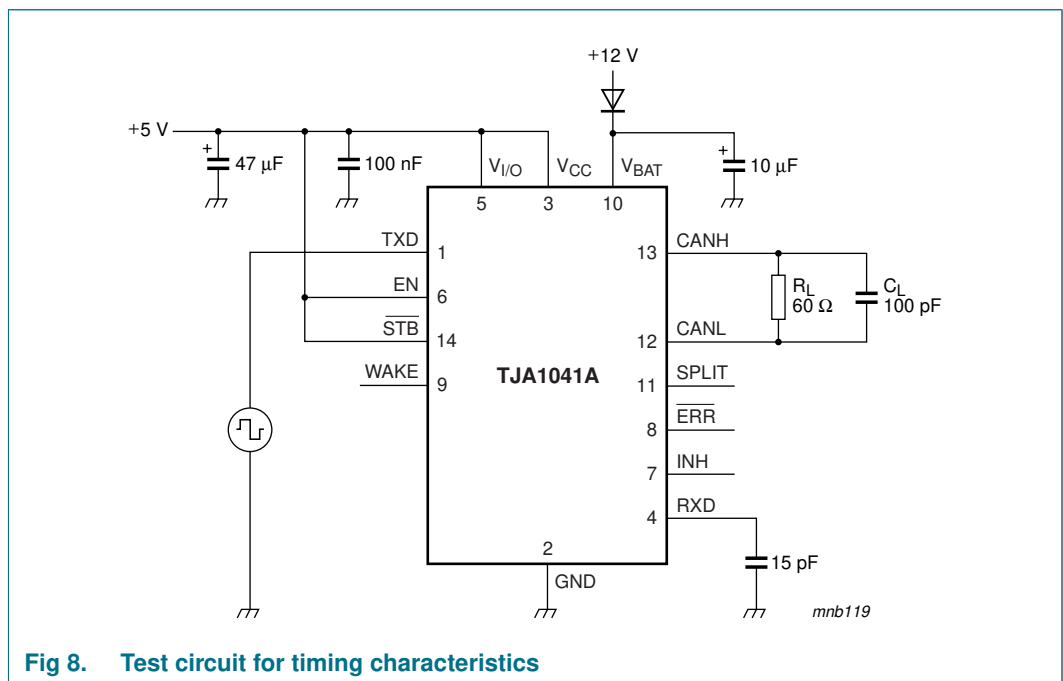 +12 V
+5 V
+
47 µF
100 nF
V_I/O
V_CC
V_BAT
+
10 µF
5
3
10
TXD
1
13
CANH
EN
6
R_L
60 Ω
C_L
100 pF
STB
14
12
CANL
WAKE
9
TJA1041A
11
SPLIT
8
ERR
7
INH
4
RXD
2
GND
15 pF
mnb119
Fig 8. Test circuit for timing characteristics